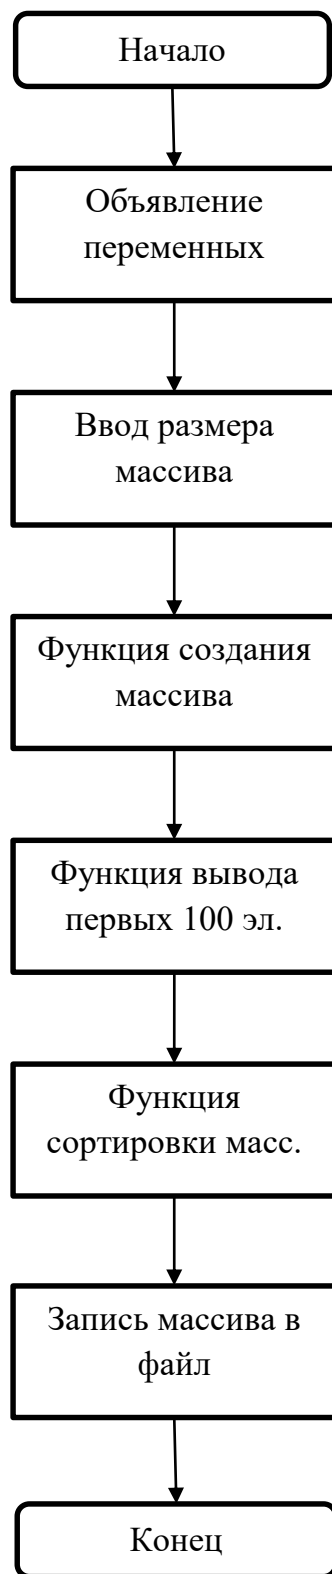 Начало
Объявление
переменных
Ввод размера
массива
Функция создания
массива
Функция вывода
первых 100 эл.
Функция
сортировки масс.
Запись массива в
файл
Конец